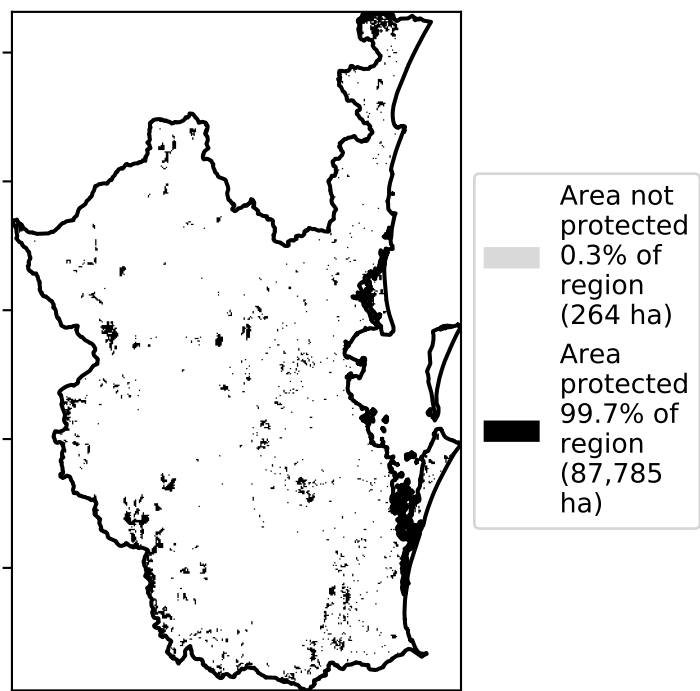 Area not
protected
0.3% of
region
(264 ha)
Area
protected
99.7% of
region
(87,785
ha)